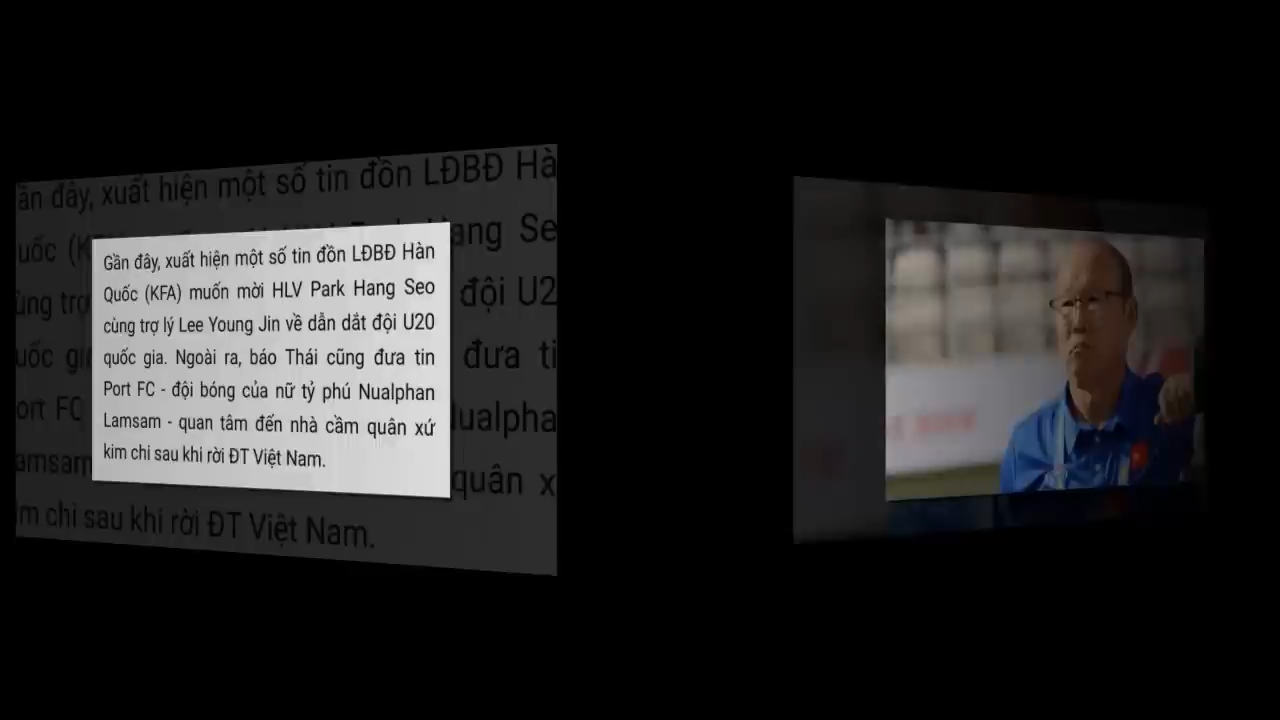 Gần đây, xuất hiện một số tin đồn LĐBĐ Hàn
Quốc (KFA) muốn mời HLV Park Hang Seo
cùng trợ lý Lee Young Jin về dẫn dắt đội U20
quốc gia. Ngoài ra, báo Thái cũng đưa tin
Port FC - đội bóng của nữ tỷ phú Nualphan
Lamsam - quan tâm đến nhà cầm quân xứ
kim chi sau khi rời ĐT Việt Nam.